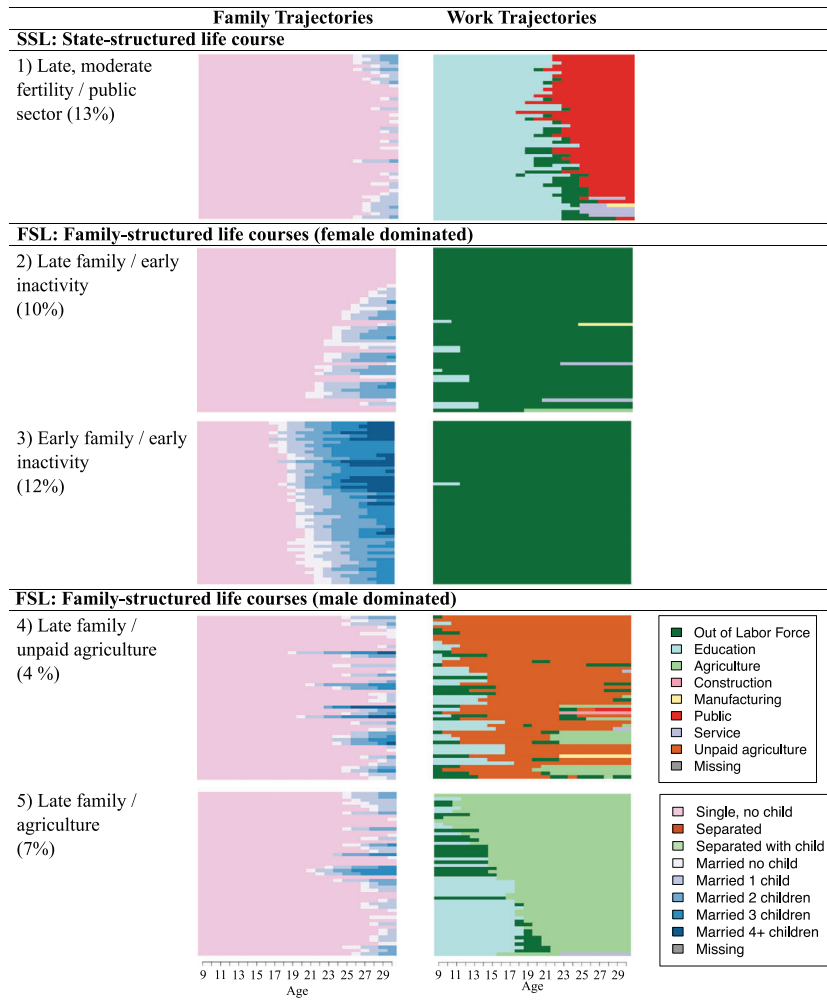 Family Trajectories Work Trajectories
SSL: State-structured life course
1) Late, moderate
fertility / public
sector (13%)
FSL: Family-structured life courses (female dominated)
2) Late family / early
inactivity
(10%)
3) Early family / early
inactivity
(12%)
FSL: Family-structured life courses (male dominated)
4) Late family /
unpaid agriculture
(4 %)
Out of Labor Force
Education
Agriculture
Construction
Manufacturing
Public
Service
Unpaid agriculture
Missing
5) Late family /
agriculture
(7%)
Single, no child
Separated
Separated with child
Married no child
Married 1 child
Married 2 children
Married 3 children
Married 4+ children
Missing
9 11 13 15 17 19 21 23 25 27 29 9 11 13 15 17 19 21 23 25 27 29
Age Age